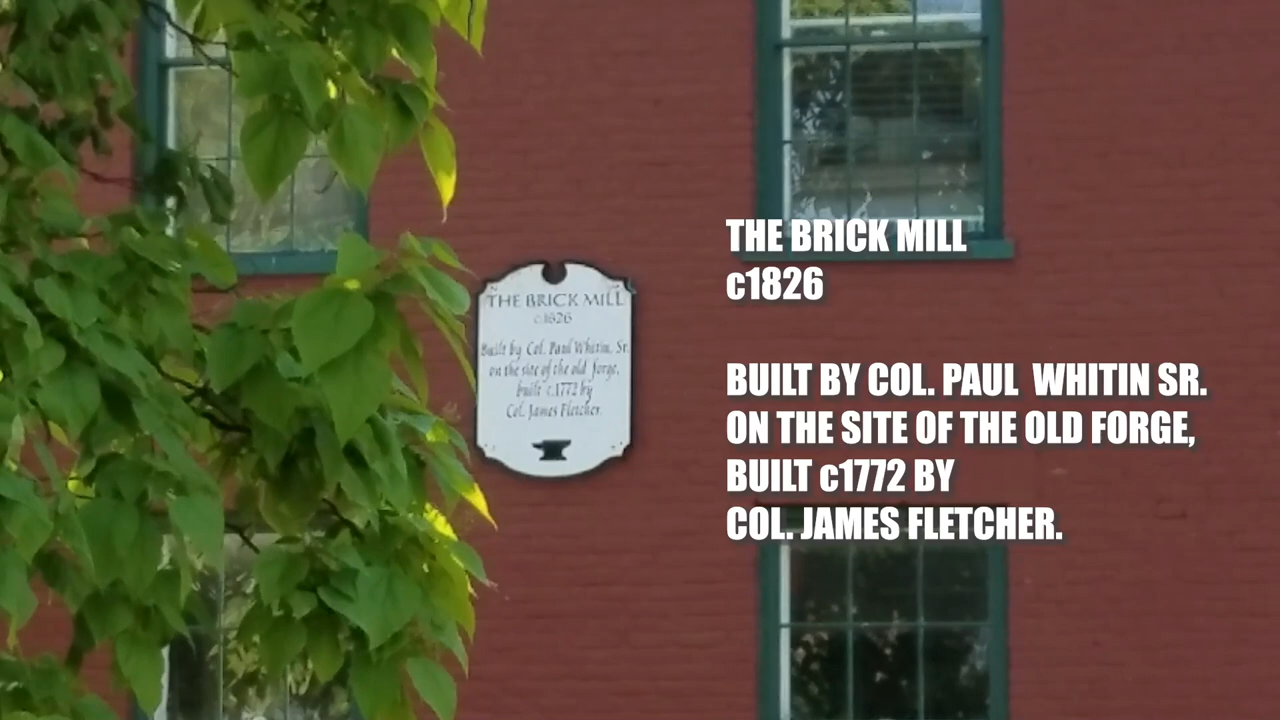 THE BRICK MILL
c1826
Built by Col. Paul Whitin, Sr.
on the site of the old forge,
built c.1772 by
Col. James Fletcher.
THE BRICK MILL
c1826
BUILT BY COL. PAUL WHITIN SR.
ON THE SITE OF THE OLD FORGE,
BUILT c1772 BY
COL. JAMES FLETCHER.